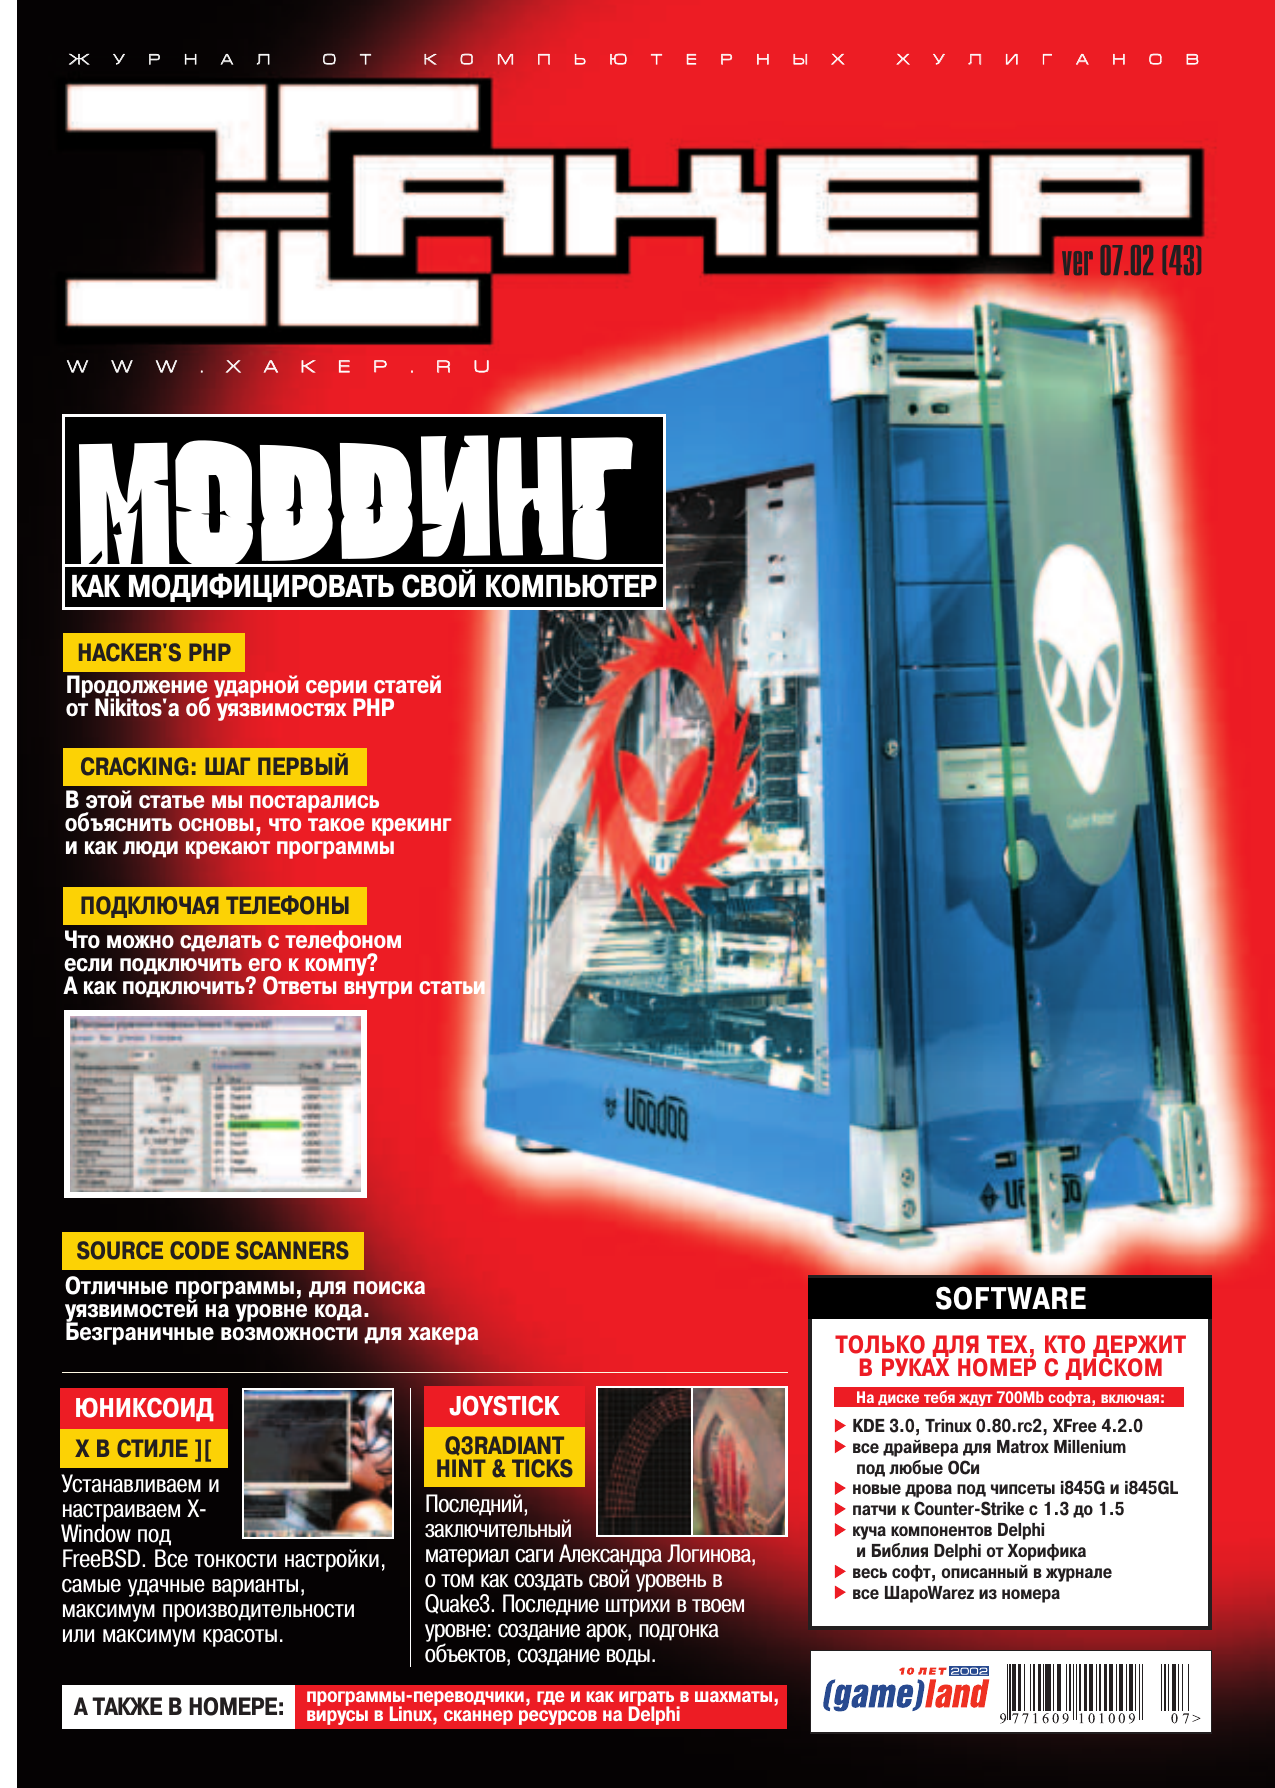 ЖУРНАЛ ОТ КОМПЬЮТЕРНЫХ ХУЛИГАНОВ
ХАКЕР
ver 07.02 (43)
WWW.XAKEP.RU
МОДДИНГ
КАК МОДИФИЦИРОВАТЬ СВОЙ КОМПЬЮТЕР
HACKER'S PHP
Продолжение ударной серии статей
от Nikitos'а об уязвимостях PHP
CRACKING: ШАГ ПЕРВЫЙ
В этой статье мы постарались
объяснить основы, что такое крекинг
и как люди крекают программы
ПОДКЛЮЧАЯ ТЕЛЕФОНЫ
Что можно сделать с телефоном
если подключить его к компу?
А как подключить? Ответы внутри статьи
Cooler Master
VOODOO
VOODOO
SOURCE CODE SCANNERS
Отличные программы, для поиска
уязвимостей на уровне кода.
Безграничные возможности для хакера
ЮНИКСОИД
X В СТИЛЕ ][
Устанавливаем и
настраиваем X-
Window под
FreeBSD. Все тонкости настройки,
самые удачные варианты,
максимум производительности
или максимум красоты.
JOYSTICK
Q3RADIANT
HINT & TICKS
Последний,
заключительный
материал саги Александра Логинова,
о том как создать свой уровень в
Quake3. Последние штрихи в твоем
уровне: создание арок, подгонка
объектов, создание воды.
А ТАКЖЕ В НОМЕРЕ:
программы-переводчики, где и как играть в шахматы,
вирусы в Linux, сканнер ресурсов на Delphi
SOFTWARE
ТОЛЬКО ДЛЯ ТЕХ, КТО ДЕРЖИТ
В РУКАХ НОМЕР С ДИСКОМ
На диске тебя ждут 700Mb софта, включая:
KDE 3.0, Trinux 0.80.rc2, XFree 4.2.0
все драйвера для Matrox Millenium
под любые ОСи
новые дрова под чипсеты i845G и i845GL
патчи к Counter-Strike с 1.3 до 1.5
куча компонентов Delphi
и Библия Delphi от Хорифика
весь софт, описанный в журнале
все ШароWarez из номера
10 ЛЕТ 2002
(game)land
9 771609 101009 07>